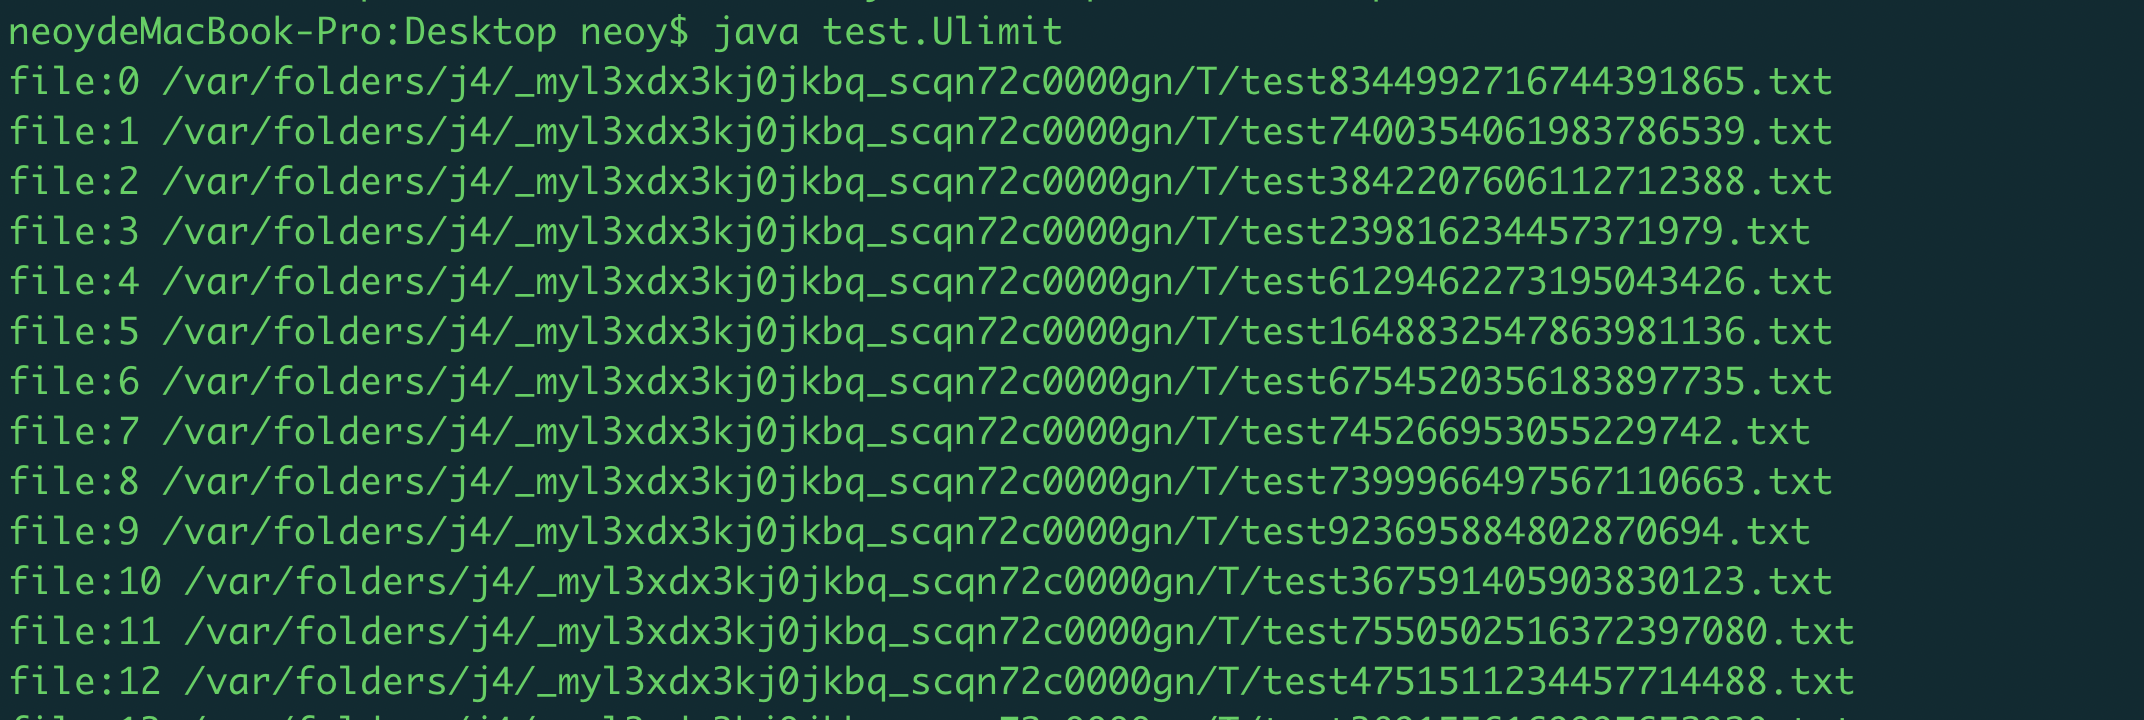 neoydeMacBook-Pro:Desktop neoy$ java test.Ulimit
file:0 /var/folders/j4/_myl3xdx3kj0jkbq_scqn72c0000gn/T/test8344992716744391865.txt
file:1 /var/folders/j4/_myl3xdx3kj0jkbq_scqn72c0000gn/T/test7400354061983786539.txt
file:2 /var/folders/j4/_myl3xdx3kj0jkbq_scqn72c0000gn/T/test3842207606112712388.txt
file:3 /var/folders/j4/_myl3xdx3kj0jkbq_scqn72c0000gn/T/test239816234457371979.txt
file:4 /var/folders/j4/_myl3xdx3kj0jkbq_scqn72c0000gn/T/test6129462273195043426.txt
file:5 /var/folders/j4/_myl3xdx3kj0jkbq_scqn72c0000gn/T/test1648832547863981136.txt
file:6 /var/folders/j4/_myl3xdx3kj0jkbq_scqn72c0000gn/T/test6754520356183897735.txt
file:7 /var/folders/j4/_myl3xdx3kj0jkbq_scqn72c0000gn/T/test745266953055229742.txt
file:8 /var/folders/j4/_myl3xdx3kj0jkbq_scqn72c0000gn/T/test7399966497567110663.txt
file:9 /var/folders/j4/_myl3xdx3kj0jkbq_scqn72c0000gn/T/test923695884802870694.txt
file:10 /var/folders/j4/_myl3xdx3kj0jkbq_scqn72c0000gn/T/test367591405903830123.txt
file:11 /var/folders/j4/_myl3xdx3kj0jkbq_scqn72c0000gn/T/test7550502516372397080.txt
file:12 /var/folders/j4/_myl3xdx3kj0jkbq_scqn72c0000gn/T/test4751511234457714488.txt